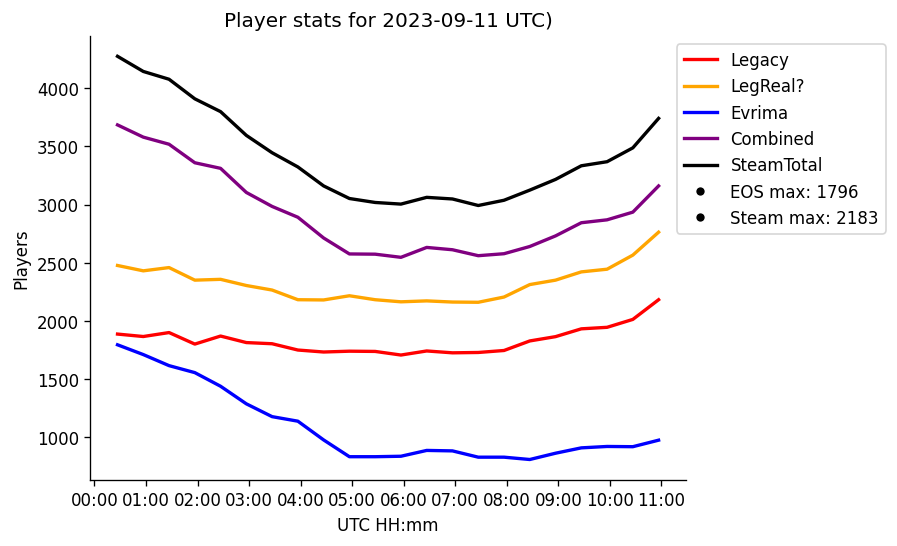 Player stats for 2023-09-11 UTC)
Legacy
LegReal?
Evrima
Combined
SteamTotal
EOS max: 1796
Steam max: 2183
Players
4000
3500
3000
2500
2000
1500
1000
00:00 01:00 02:00 03:00 04:00 05:00 06:00 07:00 08:00 09:00 10:00 11:00
UTC HH:mm